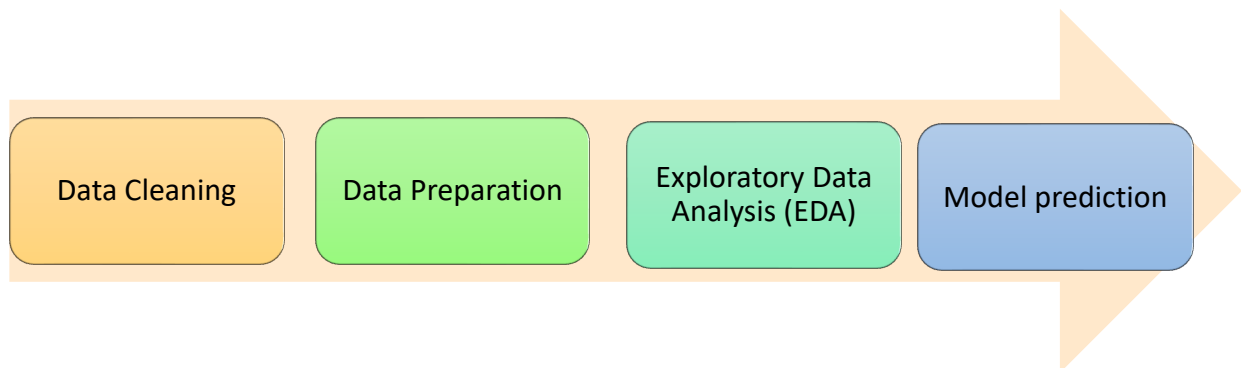 Data Cleaning
Data Preparation
Exploratory Data
Analysis (EDA)
Model prediction